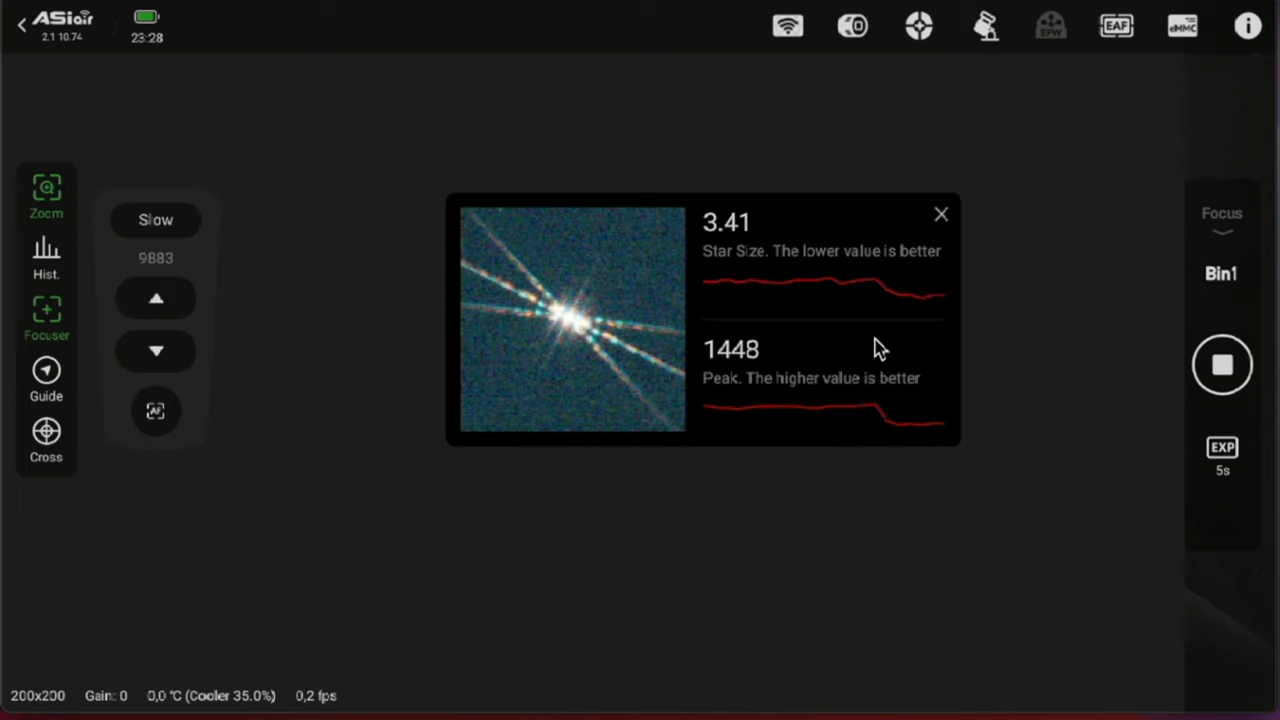 ASiair
2.1 10.74
23:28
EFW
EAF
eMMC
Zoom
Hist.
Focuser
Guide
Cross
Slow
9883
AF
3.41
Star Size. The lower value is better
1448
Peak. The higher value is better
Focus
Bin1
EXP
5s
200x200 Gain: 0 0,0 °C (Cooler 35.0%) 0,2 fps